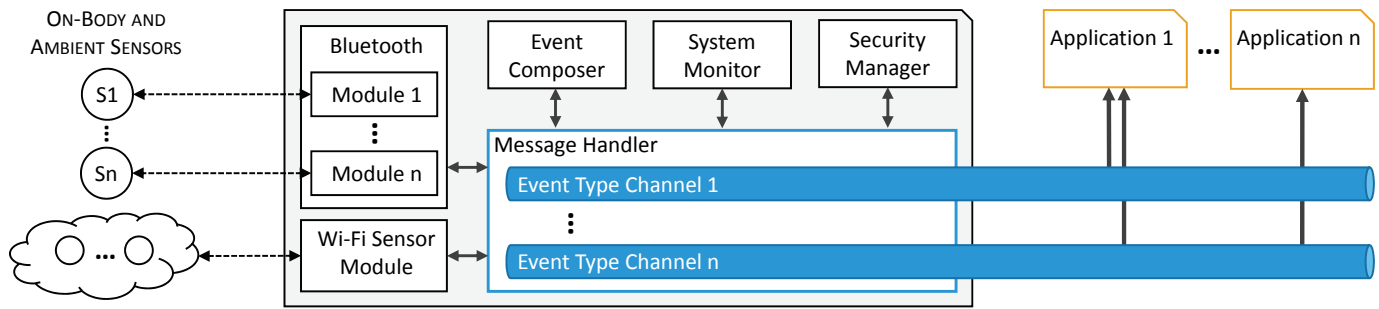 ON-BODY AND
AMBIENT SENSORS
S1
Sn
...
Bluetooth
Module 1
Module n
Wi-Fi Sensor
Module
Event
Composer
System
Monitor
Security
Manager
Message Handler
Event Type Channel 1
Event Type Channel n
Application 1
...
Application n